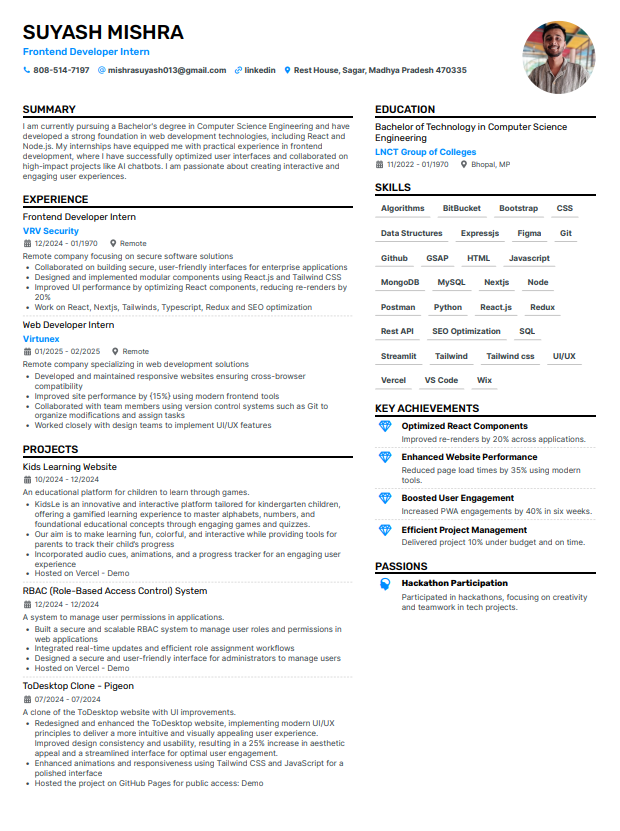 SUYASH MISHRA
Frontend Developer Intern
808-514-7197 mishrasuyash013@gmail.com linkedin Rest House, Sagar, Madhya Pradesh 470335
SUMMARY
I am currently pursuing a Bachelor's degree in Computer Science Engineering and have
developed a strong foundation in web development technologies, including React and
Node.js. My internships have equipped me with practical experience in frontend
development, where I have successfully optimized user interfaces and collaborated on
high-impact projects like AI chatbots. I am passionate about creating interactive and
engaging user experiences.
EXPERIENCE
Frontend Developer Intern
VRV Security
12/2024 - 01/1970 Remote
Remote company focusing on secure software solutions
• Collaborated on building secure, user-friendly interfaces for enterprise applications
• Designed and implemented modular components using React.js and Tailwind CSS
• Improved UI performance by optimizing React components, reducing re-renders by
20%
• Work on React, Nextjs, Tailwinds, Typescript, Redux and SEO optimization
Web Developer Intern
Virtunex
01/2025 - 02/2025 Remote
Remote company specializing in web development solutions
• Developed and maintained responsive websites ensuring cross-browser
compatibility
• Improved site performance by {15%} using modern frontend tools
• Collaborated with team members using version control systems such as Git to
organize modifications and assign tasks
• Worked closely with design teams to implement UI/UX features
PROJECTS
Kids Learning Website
10/2024 - 12/2024
An educational platform for children to learn through games.
• KidsLe is an innovative and interactive platform tailored for kindergarten children,
offering a gamified learning experience to master alphabets, numbers, and
foundational educational concepts through engaging games and quizzes.
• Our aim is to make learning fun, colorful, and interactive while providing tools for
parents to track their child's progress
• Incorporated audio cues, animations, and a progress tracker for an engaging user
experience
• Hosted on Vercel - Demo
RBAC (Role-Based Access Control) System
12/2024 - 12/2024
A system to manage user permissions in applications.
• Built a secure and scalable RBAC system to manage user roles and permissions in
web applications
• Integrated real-time updates and efficient role assignment workflows
• Designed a secure and user-friendly interface for administrators to manage users
• Hosted on Vercel - Demo
ToDesktop Clone - Pigeon
07/2024 - 07/2024
A clone of the ToDesktop website with UI improvements.
• Redesigned and enhanced the ToDesktop website, implementing modern UI/UX
principles to deliver a more intuitive and visually appealing user experience.
Improved design consistency and usability, resulting in a 25% increase in aesthetic
appeal and a streamlined interface for optimal user engagement.
• Enhanced animations and responsiveness using Tailwind CSS and JavaScript for a
polished interface
• Hosted the project on GitHub Pages for public access: Demo
EDUCATION
Bachelor of Technology in Computer Science
Engineering
LNCT Group of Colleges
11/2022 - 01/1970 Bhopal, MP
SKILLS
Algorithms BitBucket Bootstrap CSS
Data Structures Expressjs Figma Git
Github GSAP HTML Javascript
MongoDB MySQL Nextjs Node
Postman Python React.js Redux
Rest API SEO Optimization SQL
Streamlit Tailwind Tailwind css UI/UX
Vercel VS Code Wix
KEY ACHIEVEMENTS
Optimized React Components
Improved re-renders by 20% across applications.
Enhanced Website Performance
Reduced page load times by 35% using modern
tools.
Boosted User Engagement
Increased PWA engagements by 40% in six weeks.
Efficient Project Management
Delivered project 10% under budget and on time.
PASSIONS
Hackathon Participation
Participated in hackathons, focusing on creativity
and teamwork in tech projects.